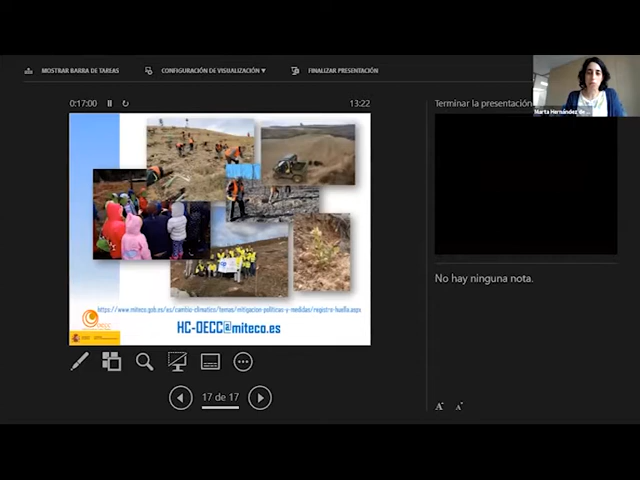 MOSTRAR BARRA DE TAREAS
CONFIGURACIÓN DE VISUALIZACIÓN ▼
FINALIZAR PRESENTACIÓN
Marta Hernández de
0:17:00
13:22
Terminar la presentación
https://www.miteco.gob.es/es/cambio-climatico/temas/mitigacion-politicas-y-medidas/registro-huella.aspx
HC-OECC@miteco.es
No hay ninguna nota.
17 de 17
A
A